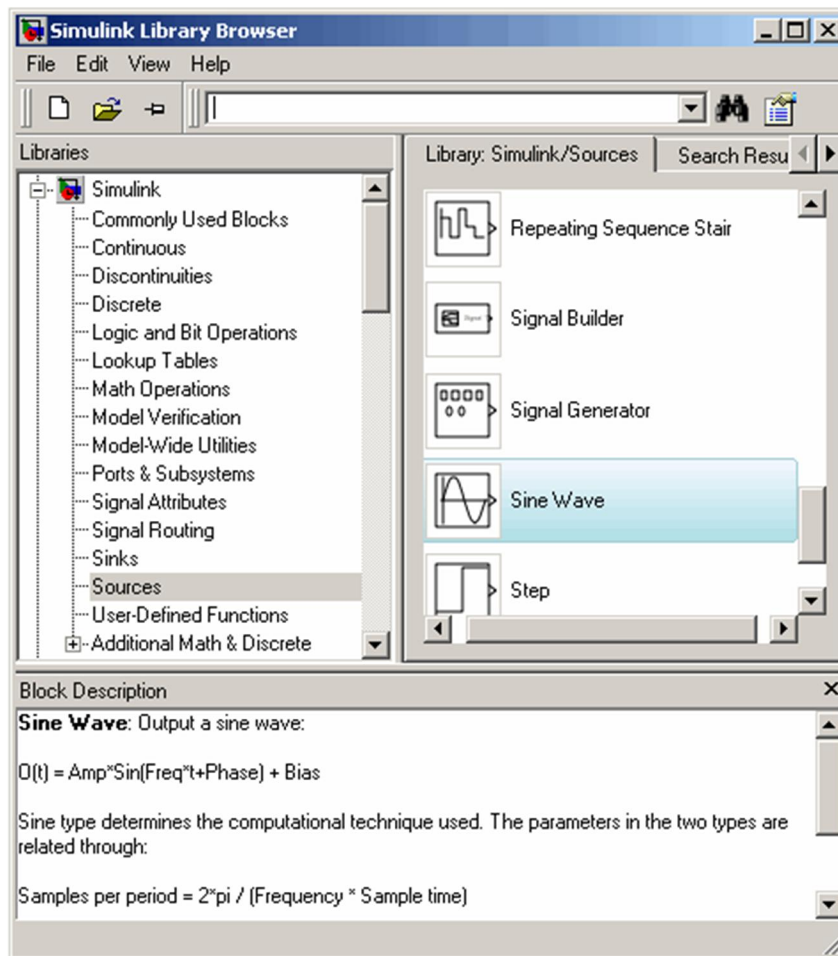 Simulink Library Browser
File Edit View Help
Libraries
Simulink
Commonly Used Blocks
Continuous
Discontinuities
Discrete
Logic and Bit Operations
Lookup Tables
Math Operations
Model Verification
Model-Wide Utilities
Ports & Subsystems
Signal Attributes
Signal Routing
Sinks
Sources
User-Defined Functions
Additional Math & Discrete
Library: Simulink/Sources Search Resu
Repeating Sequence Stair
Signal Builder
Signal Generator
Sine Wave
Step
Block Description
Sine Wave: Output a sine wave:
O(t) = Amp*Sin(Freq*t+Phase) + Bias
Sine type determines the computational technique used. The parameters in the two types are
related through:
Samples per period = 2*pi / (Frequency * Sample time)